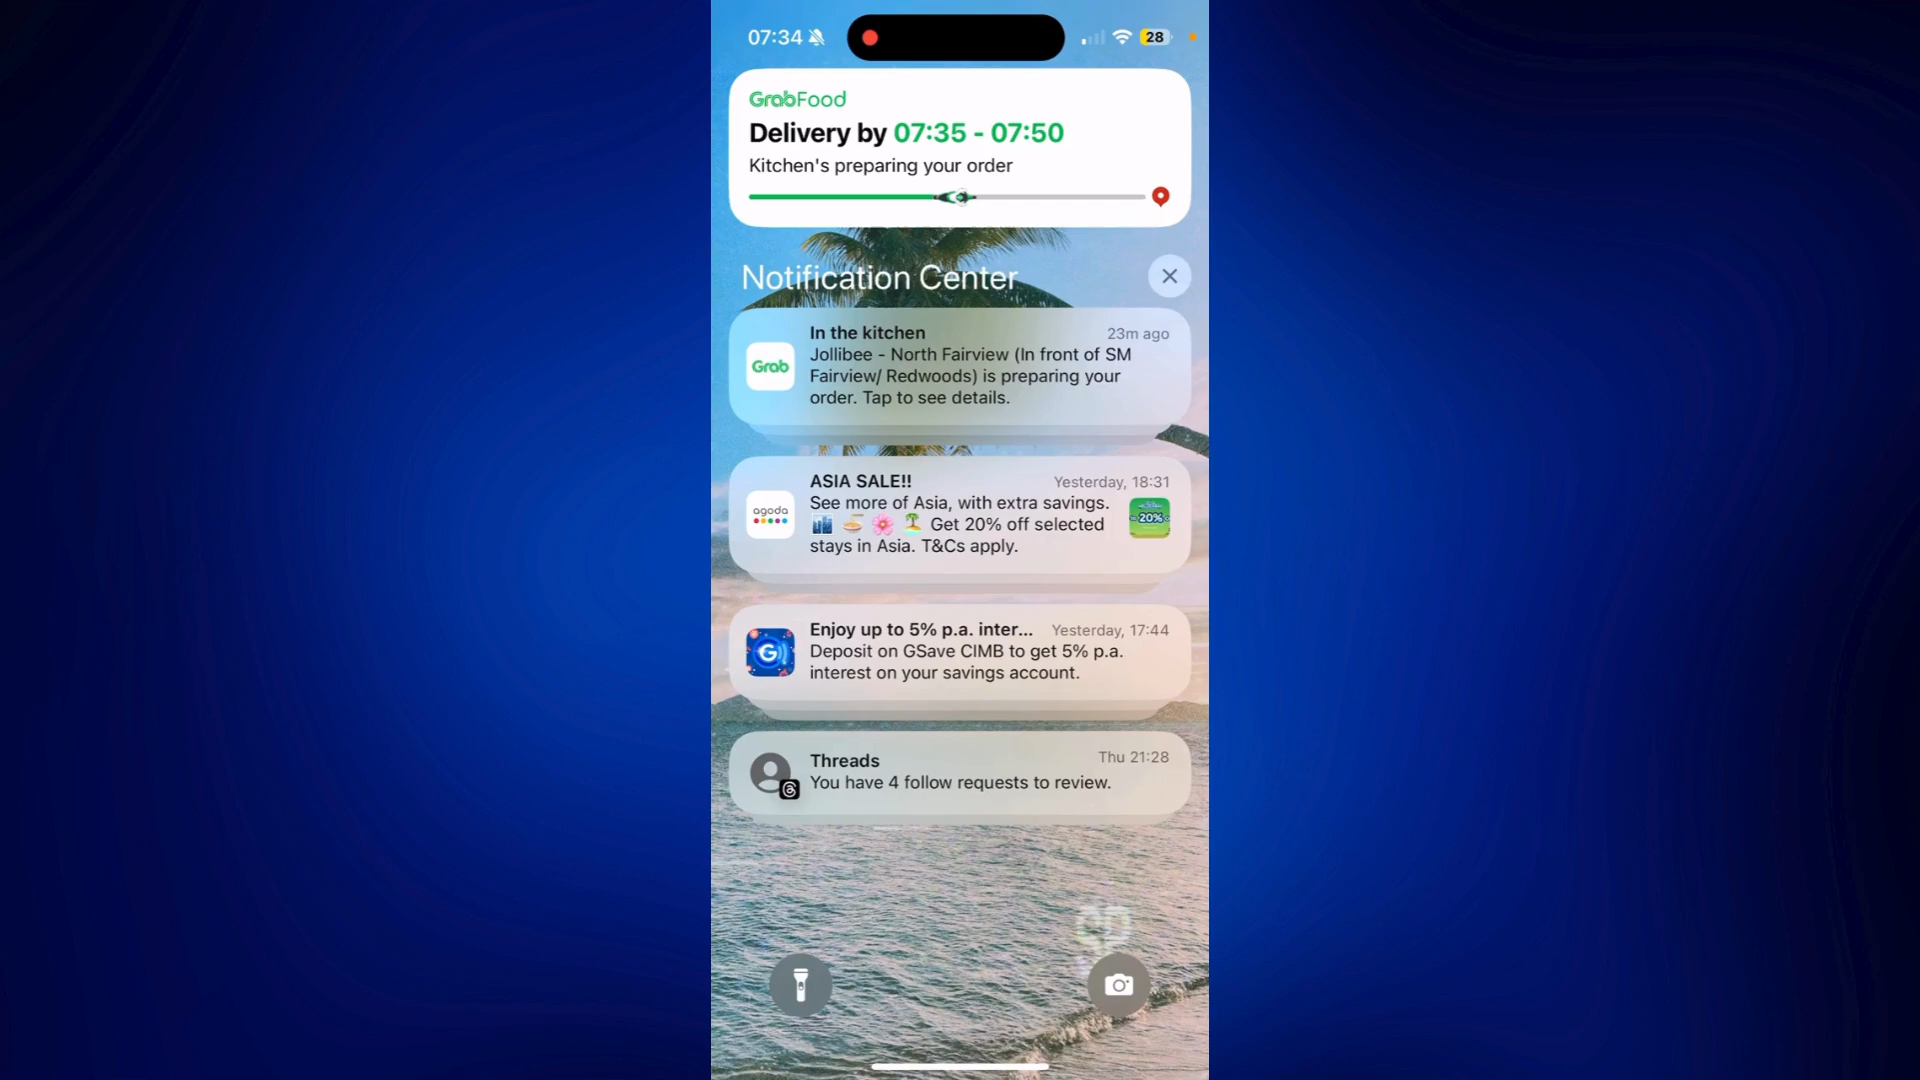 07:34
28
GrabFood
Delivery by 07:35 - 07:50
Kitchen's preparing your order
Notification Center
In the kitchen 23m ago
Grab
Jollibee - North Fairview (In front of SM
Fairview/ Redwoods) is preparing your
order. Tap to see details.
ASIA SALE!! Yesterday, 18:31
agoda
See more of Asia, with extra savings.
Get 20% off selected
20%
stays in Asia. T&Cs apply.
Enjoy up to 5% p.a. inter... Yesterday, 17:44
G
Deposit on GSave CIMB to get 5% p.a.
interest on your savings account.
Threads Thu 21:28
You have 4 follow requests to review.